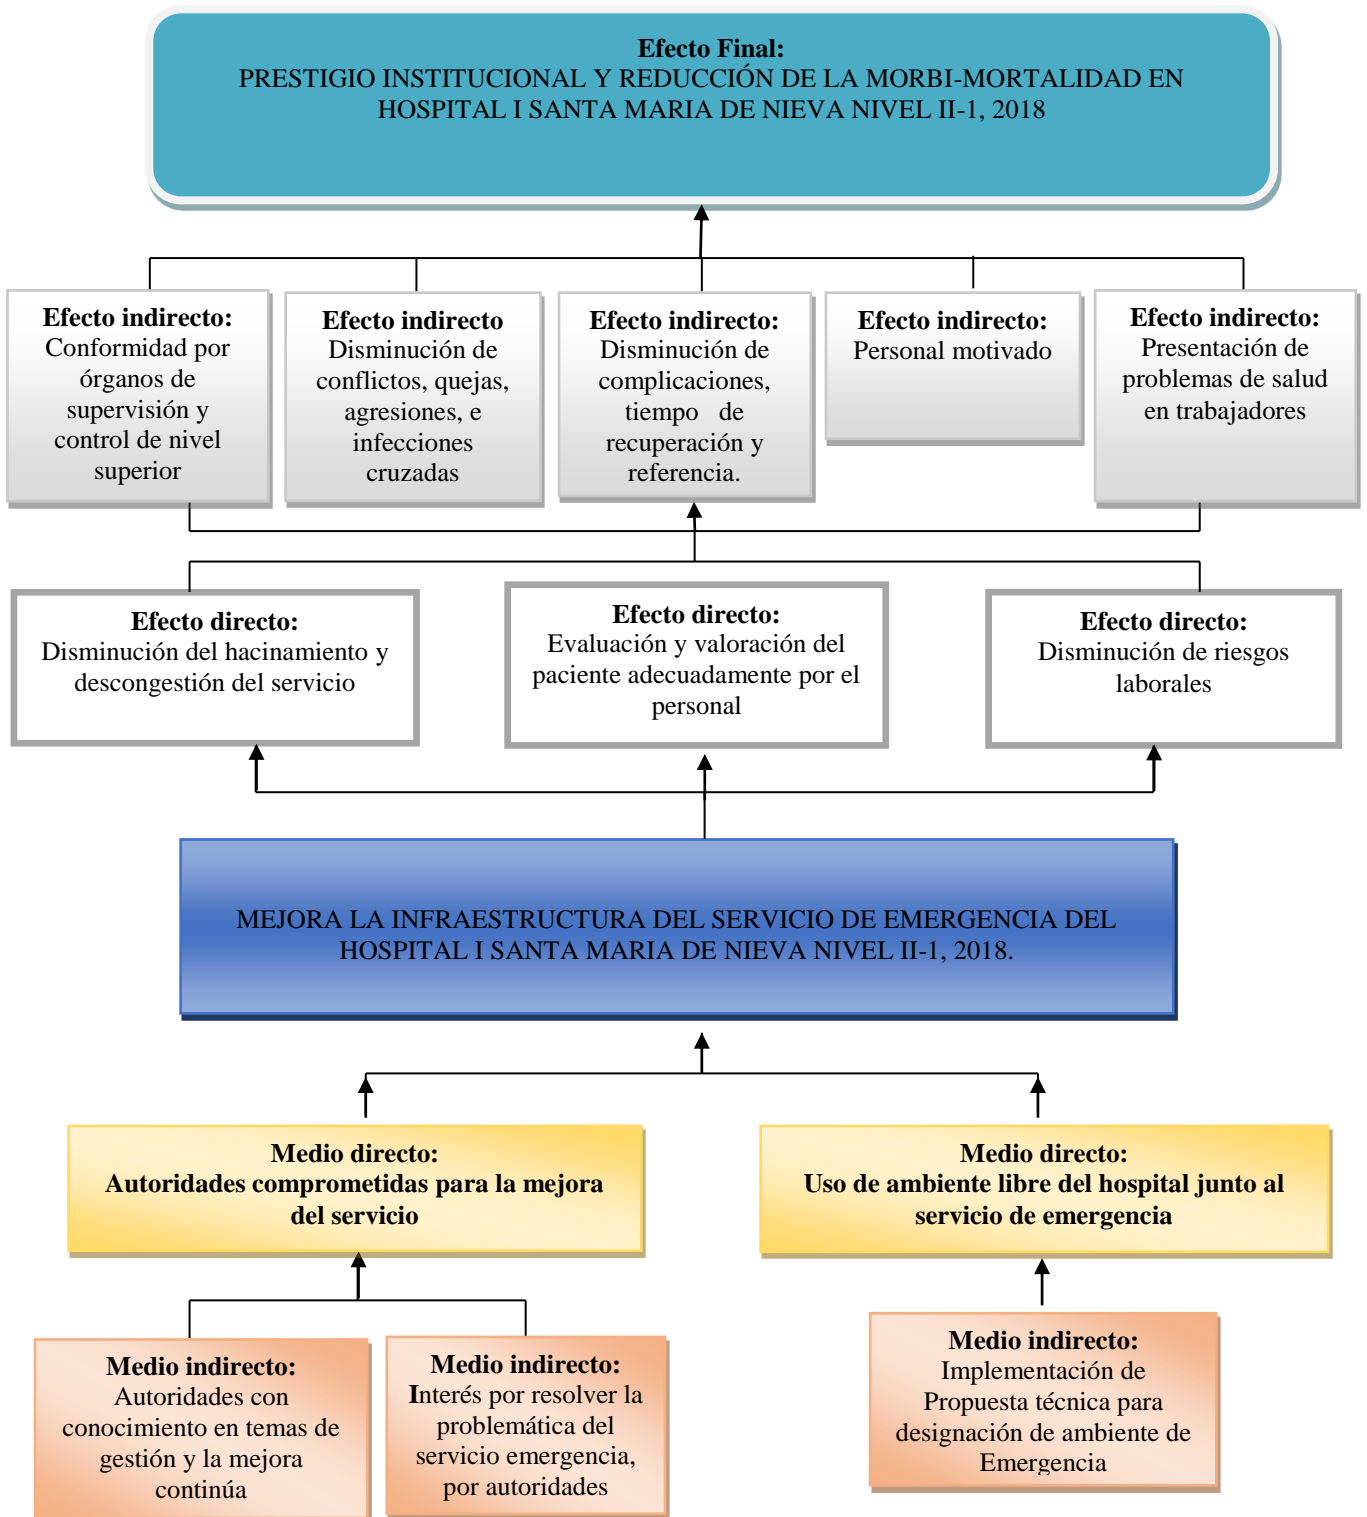 Efecto Final:
PRESTIGIO INSTITUCIONAL Y REDUCCIÓN DE LA MORBI-MORTALIDAD EN
HOSPITAL I SANTA MARIA DE NIEVA NIVEL II-1, 2018
Efecto indirecto:
Conformidad por
órganos de
supervisión y
control de nivel
superior
Efecto indirecto
Disminución de
conflictos, quejas,
agresiones, e
infecciones
cruzadas
Efecto indirecto:
Disminución de
complicaciones,
tiempo de
recuperación y
referencia.
Efecto indirecto:
Personal motivado
Efecto indirecto:
Presentación de
problemas de salud
en trabajadores
Efecto directo:
Disminución del hacinamiento y
descongestión del servicio
Efecto directo:
Evaluación y valoración del
paciente adecuadamente por el
personal
Efecto directo:
Disminución de riesgos
laborales
MEJORA LA INFRAESTRUCTURA DEL SERVICIO DE EMERGENCIA DEL
HOSPITAL I SANTA MARIA DE NIEVA NIVEL II-1, 2018.
Medio directo:
Autoridades comprometidas para la mejora
del servicio
Medio directo:
Uso de ambiente libre del hospital junto al
servicio de emergencia
Medio indirecto:
Autoridades con
conocimiento en temas de
gestión y la mejora
continúa
Medio indirecto:
Interés por resolver la
problemática del
servicio emergencia,
por autoridades
Medio indirecto:
Implementación de
Propuesta técnica para
designación de ambiente de
Emergencia